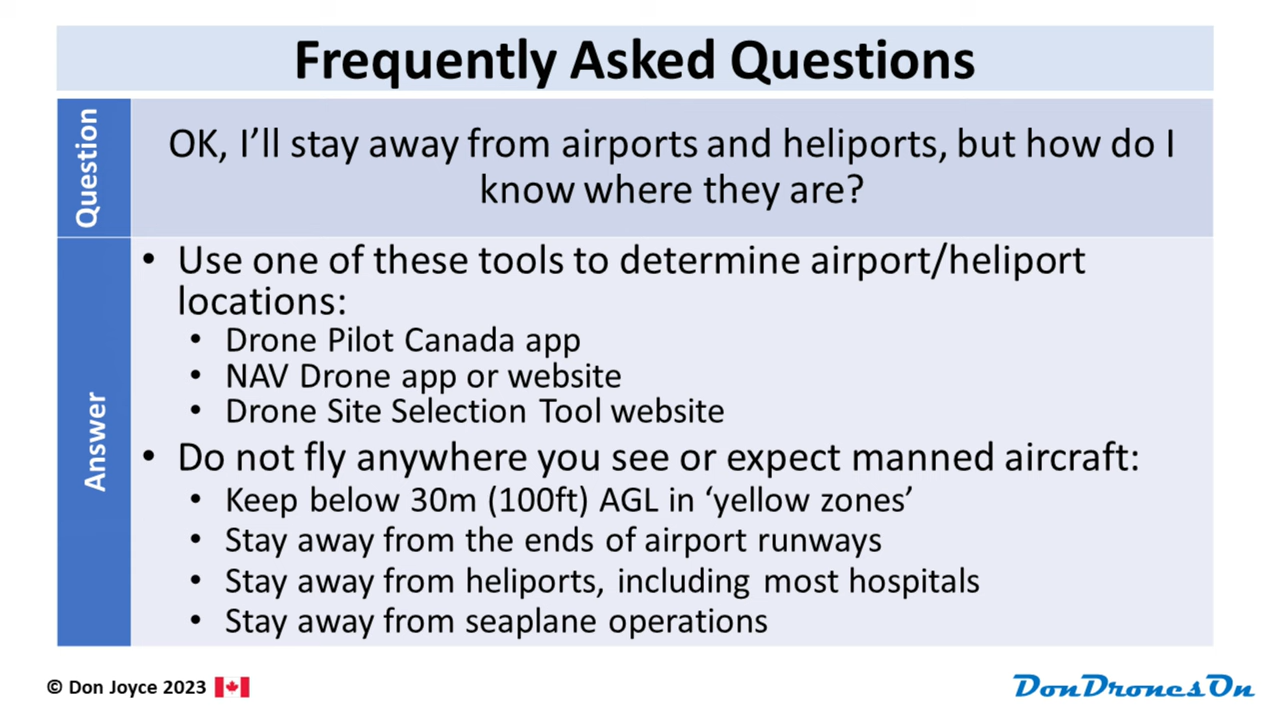 Frequently Asked Questions
Question
OK, I’ll stay away from airports and heliports, but how do I
know where they are?
Answer
• Use one of these tools to determine airport/heliport
locations:
• Drone Pilot Canada app
• NAV Drone app or website
• Drone Site Selection Tool website
• Do not fly anywhere you see or expect manned aircraft:
• Keep below 30m (100ft) AGL in ‘yellow zones’
• Stay away from the ends of airport runways
• Stay away from heliports, including most hospitals
• Stay away from seaplane operations
© Don Joyce 2023
DonDronesOn